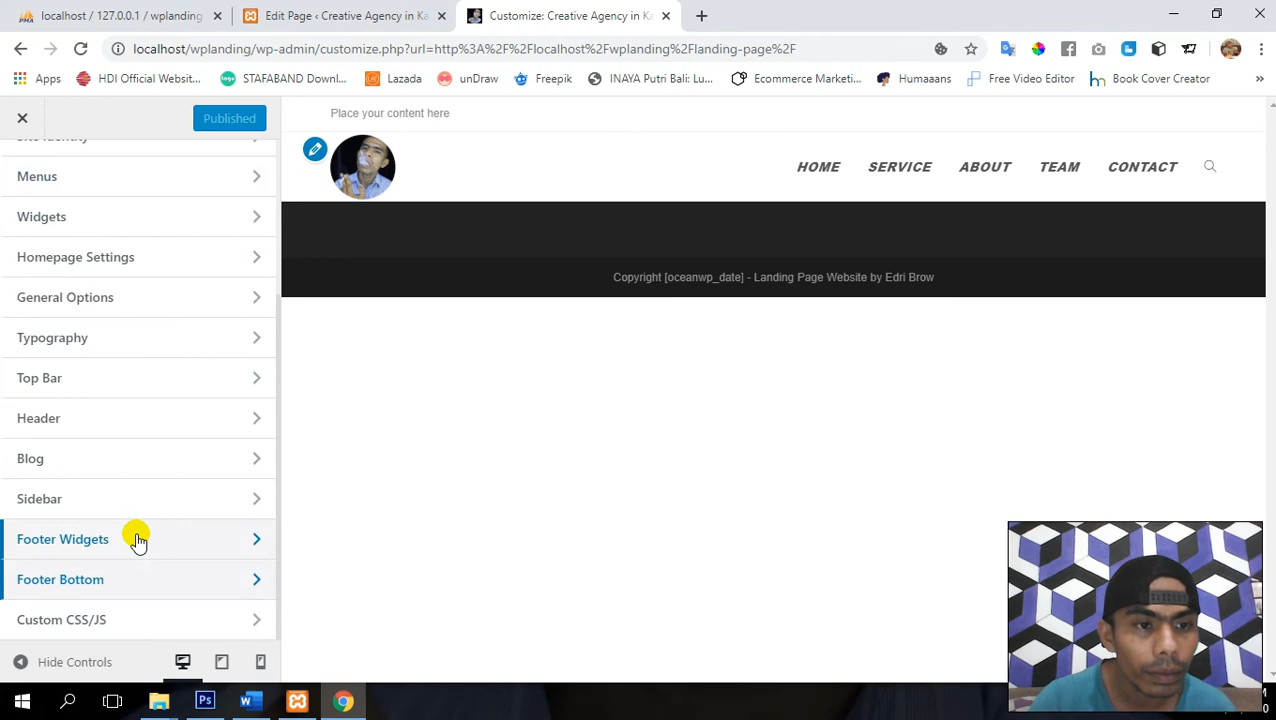 localhost / 127.0.0.1 / wplanding
Edit Page ‹ Creative Agency in Ka
Customize: Creative Agency in Ka
localhost/wplanding/wp-admin/customize.php?url=http%3A%2F%2Flocalhost%2Fwplanding%2Flanding-page%2F
Apps
HDI Official Websit...
STAFABAND Downl...
Lazada
unDraw
Freepik
INAYA Putri Bali: Lu...
Ecommerce Marketi...
Humaaans
Free Video Editor
Book Cover Creator
»
Published
Place your content here
HOME SERVICE ABOUT TEAM CONTACT
Menus
Widgets
Homepage Settings
Copyright [oceanwp_date] - Landing Page Website by Edri Brow
General Options
Typography
Top Bar
Header
Blog
Sidebar
Footer Widgets
Footer Bottom
Custom CSS/JS
Hide Controls
Ps